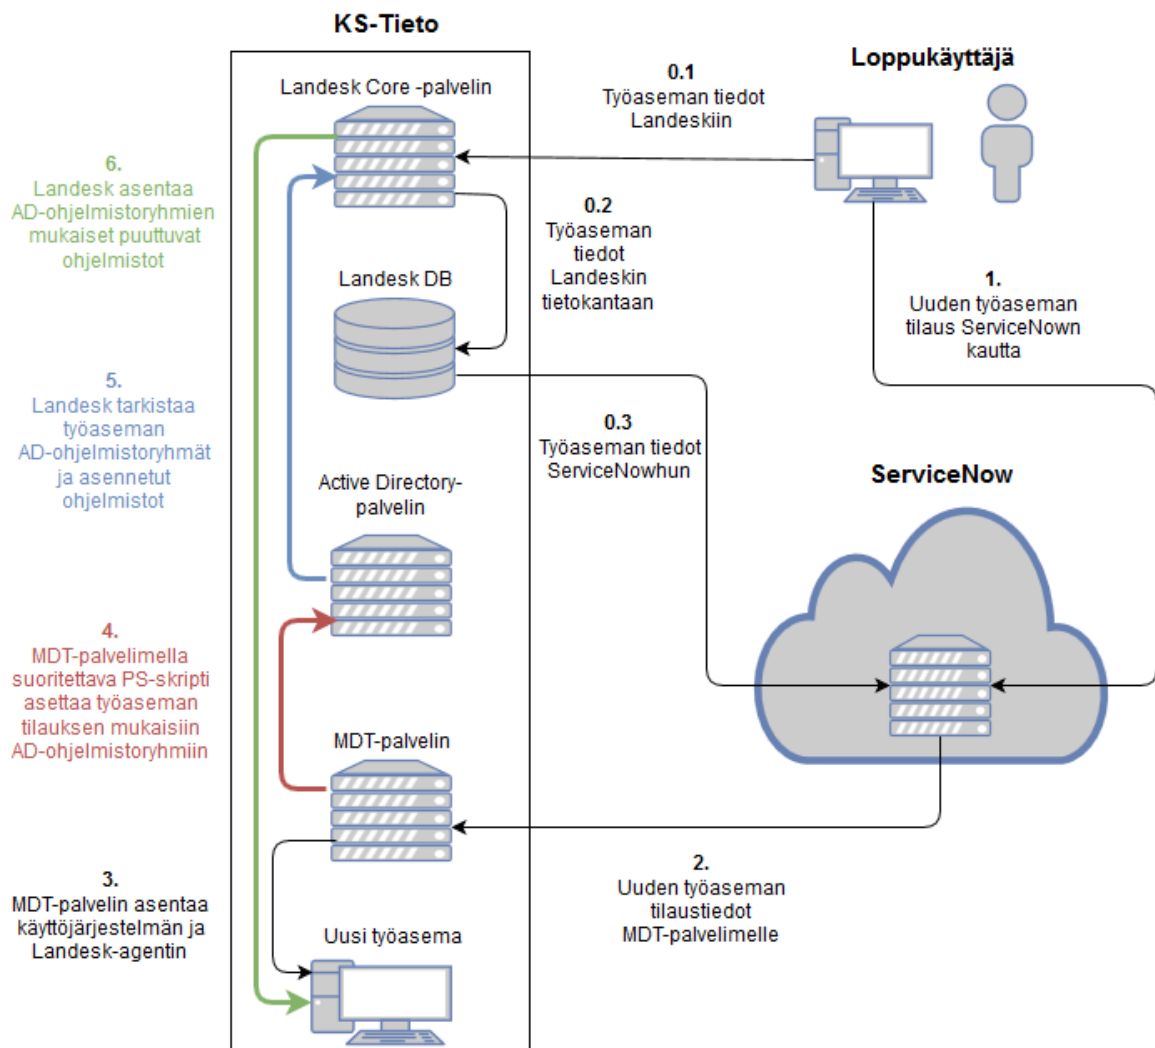 KS-Tieto
Landesk Core -palvelin
Loppukäyttäjä
0.1
Työaseman tiedot
Landeskiin
6.
Landesk asentaa
AD-ohjelmistoryhmien
mukaiset puuttuvat
ohjelmistot
0.2
Työaseman
tiedot
Landeskin
tietokantaan
Landesk DB
1.
Uuden työaseman
tilaus ServiceNown
kautta
5.
Landesk tarkistaa
työaseman
AD-ohjelmistoryhmät
ja asennetut
ohjelmistot
0.3
Työaseman tiedot
ServiceNowhun
Active Directory-
palvelin
ServiceNow
4.
MDT-palvelimella
suoritettava PS-skripti
asettaa työaseman
tilauksen mukaisiin
AD-ohjelmistoryhmiin
MDT-palvelin
3.
MDT-palvelin asentaa
käyttöjärjestelmän ja
Landesk-agentin
2.
Uuden työaseman
tilaustiedot
MDT-palvelimelle
Uusi työasema